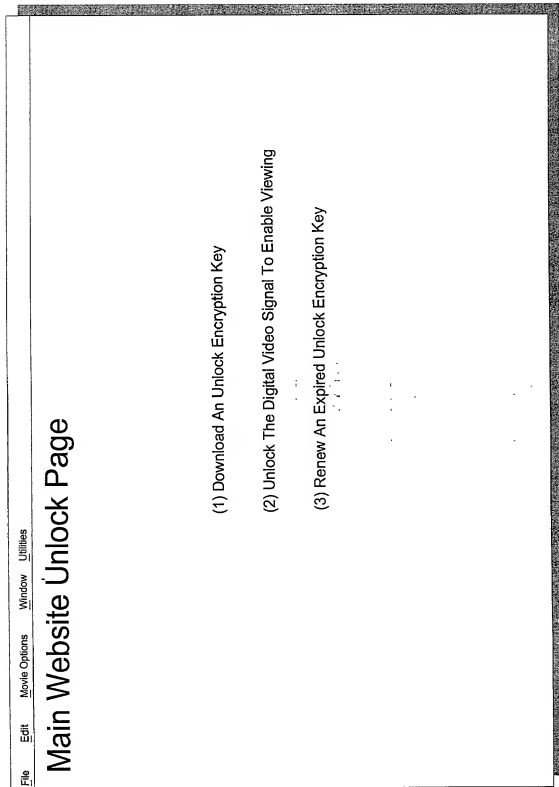 File Edit Movie Options Window Utilities
Main Website Unlock Page
(1) Download An Unlock Encryption Key
(2) Unlock The Digital Video Signal To Enable Viewing
(3) Renew An Expired Unlock Encryption Key